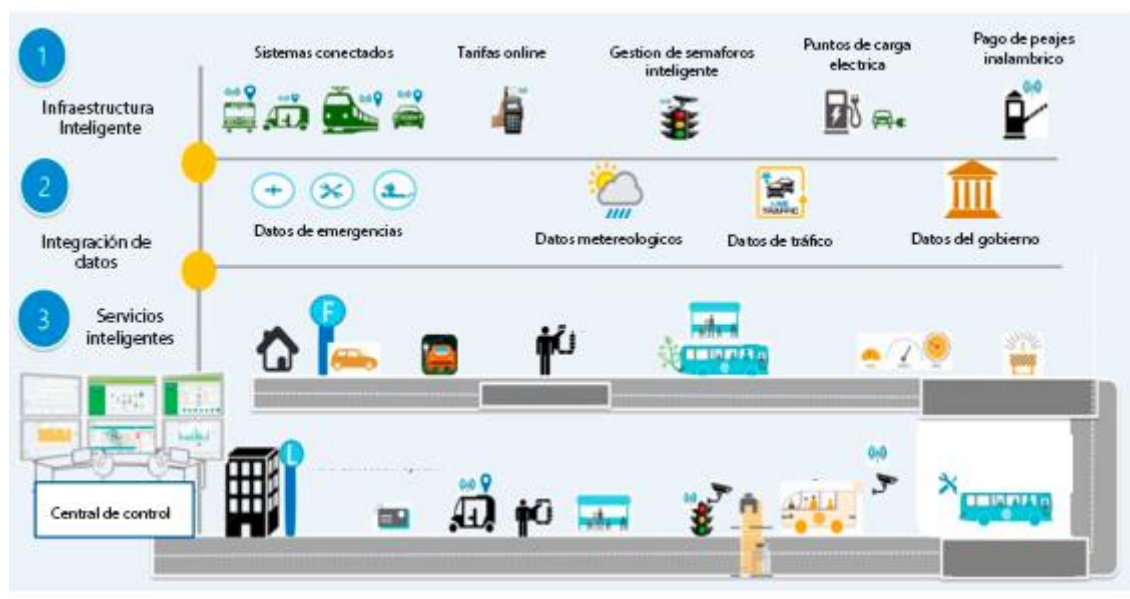 1
Infraestructura
Inteligente
Sistemas conectados
Tarifas online
Gestion de semaforos
inteligente
Puntos de carga
electrica
Pago de peajes
inalambrico
2
Integración de
datos
Datos de emergencias
Datos metereologicos
LIVE
TRAFFIC
Datos de tráfico
Datos del gobierno
3
Servicios
inteligentes
F
L
Central de control